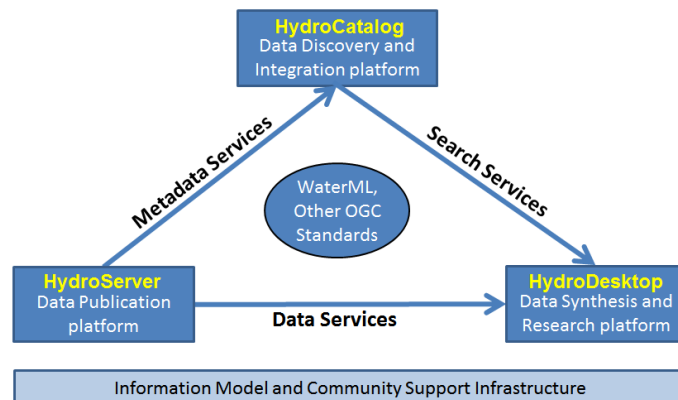 HydroCatalog
Data Discovery and
Integration platform
Metadata Services
Search Services
WaterML,
Other OGC
Standards
HydroServer
Data Publication
platform
Data Services
HydroDesktop
Data Synthesis and
Research platform
Information Model and Community Support Infrastructure